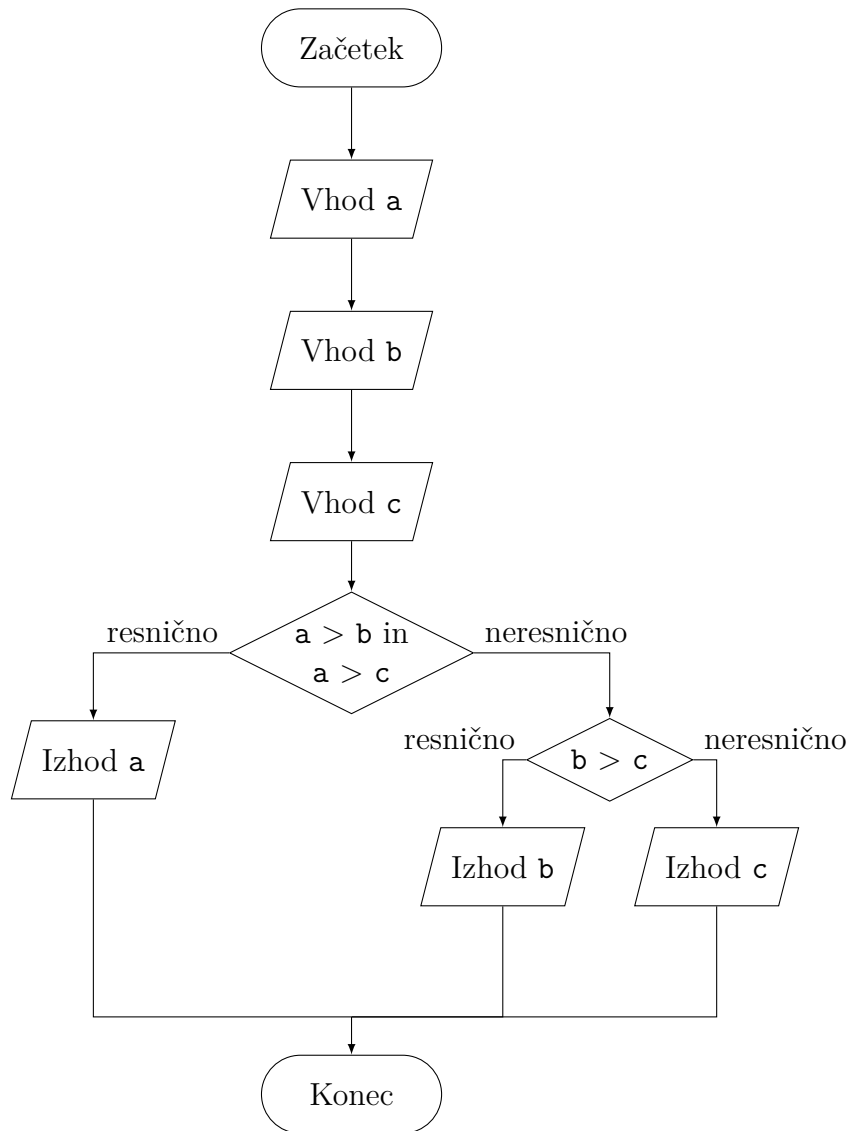 Začetek
Vhod a
Vhod b
Vhod c
a > b in
a > c
resnično
neresnično
Izhod a
b > c
resnično
neresnično
Izhod b
Izhod c
Konec